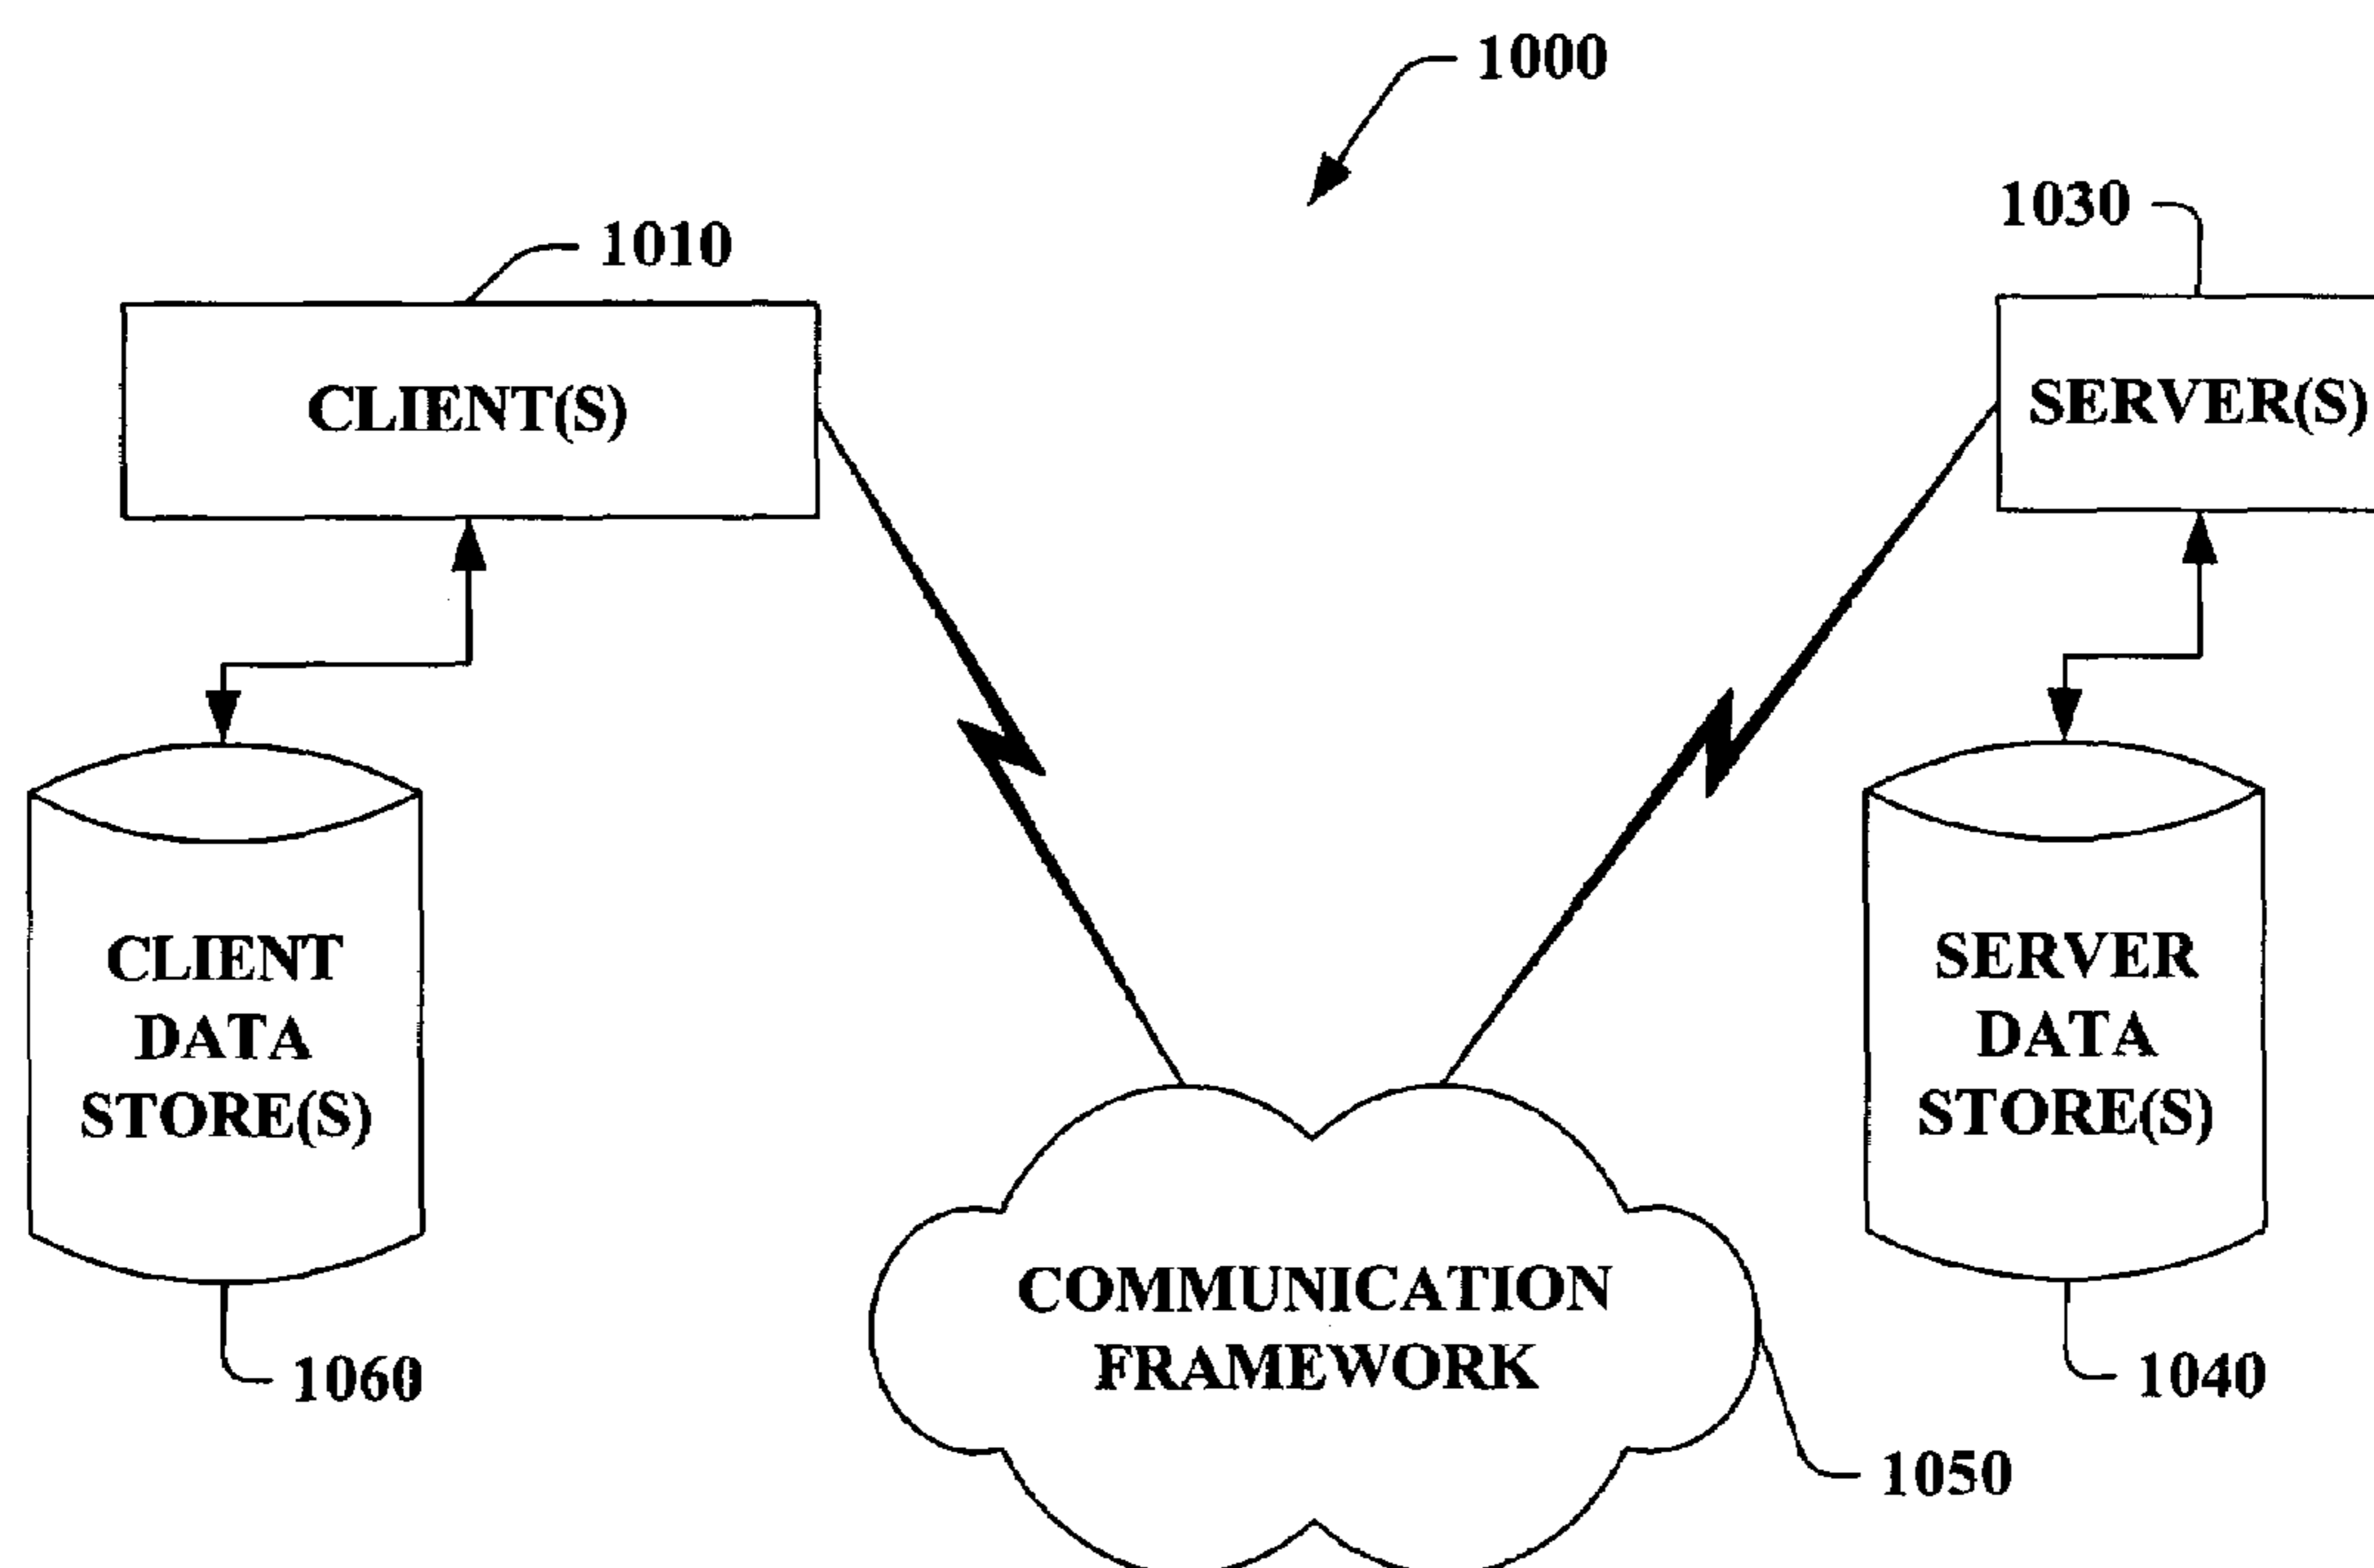 1000
1030
1010
CLIENT(S)
SERVER(S)
CLIENT
DATA
STORE(S)
SERVER
DATA
STORE(S)
COMMUNICATION
FRAMEWORK
1060
1040
1050